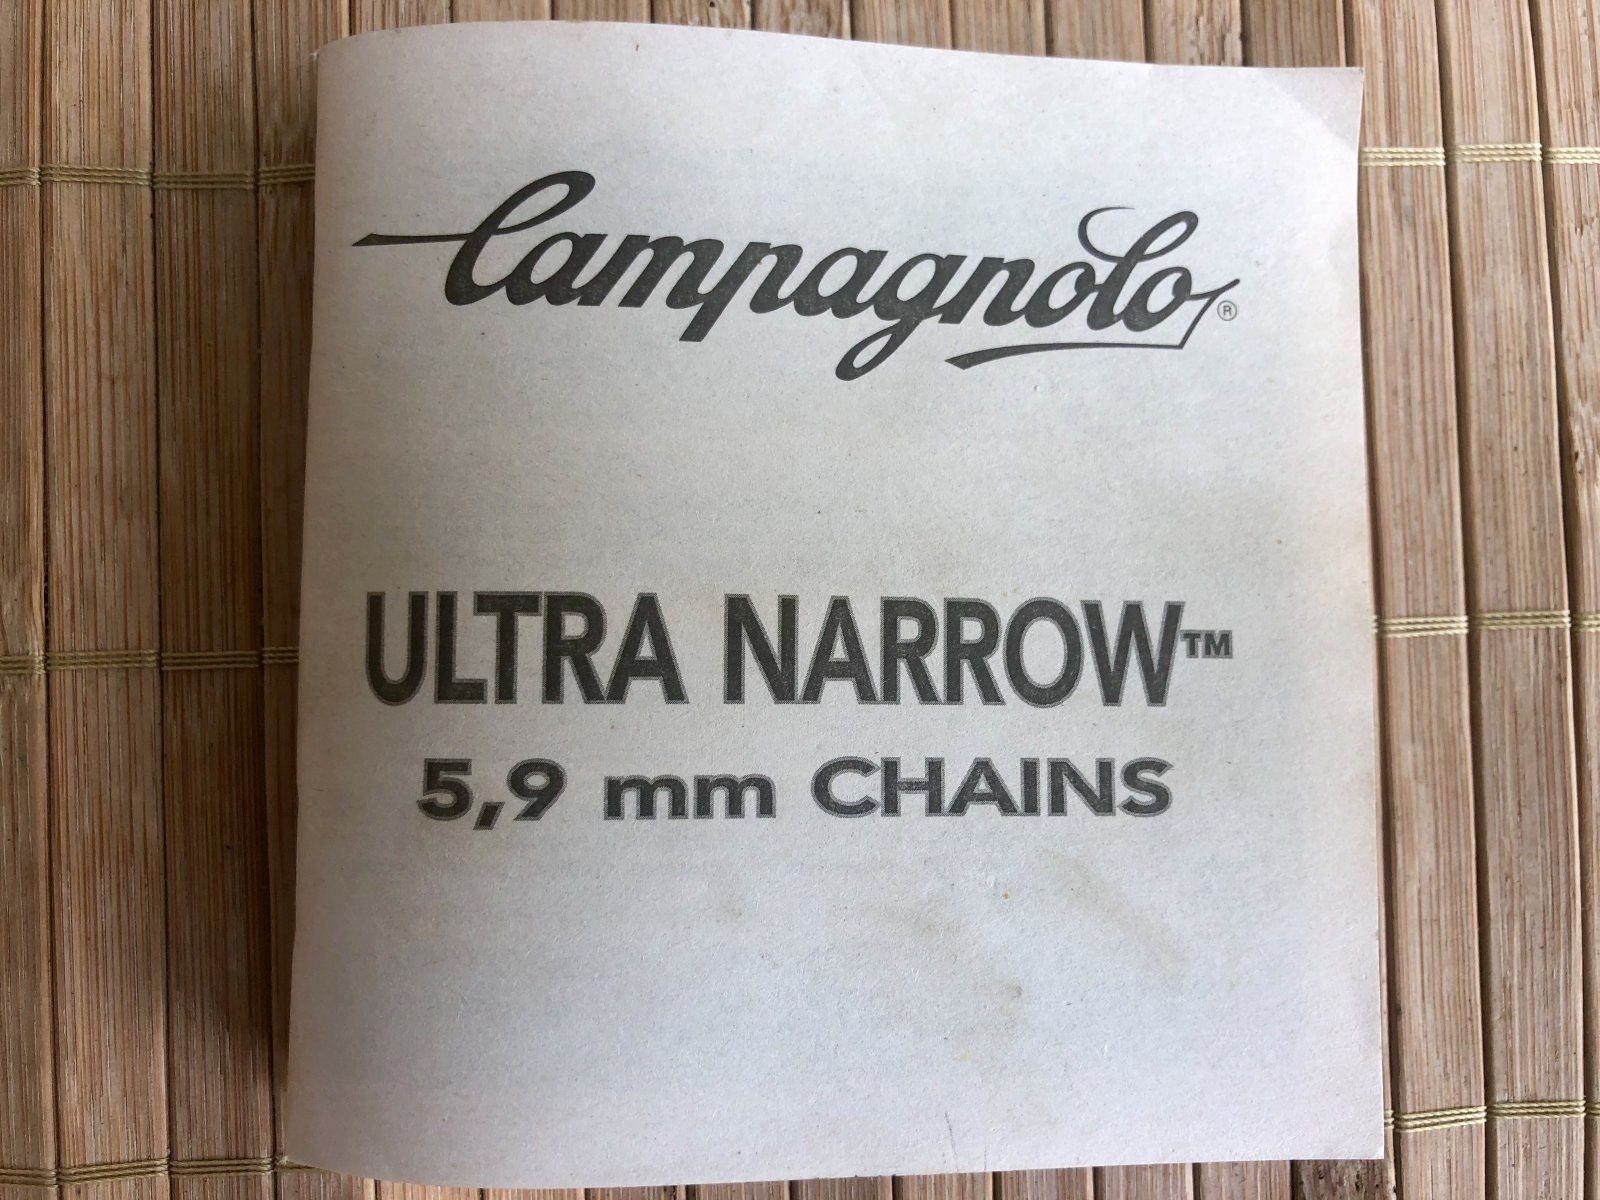 Campagnolo®
ULTRA NARROW™
5,9 mm CHAINS